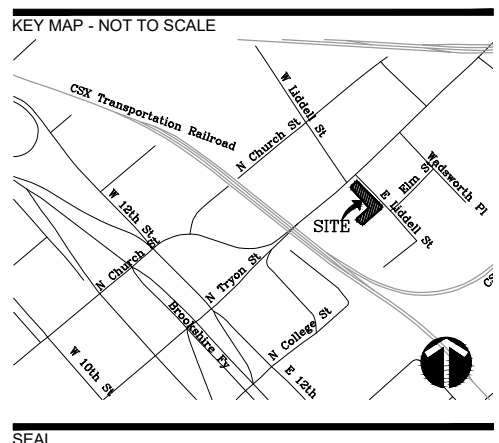 KEY MAP - NOT TO SCALE
W Liddell St
CSX Transportation Railroad
N Church St
Wadsworth Pl
Elm S
E Liddell St
SITE
W 12th St
N Church St
N Tryon St
CS
Brookshire Fy
N College St
W 10th St
E 12th
SEAL